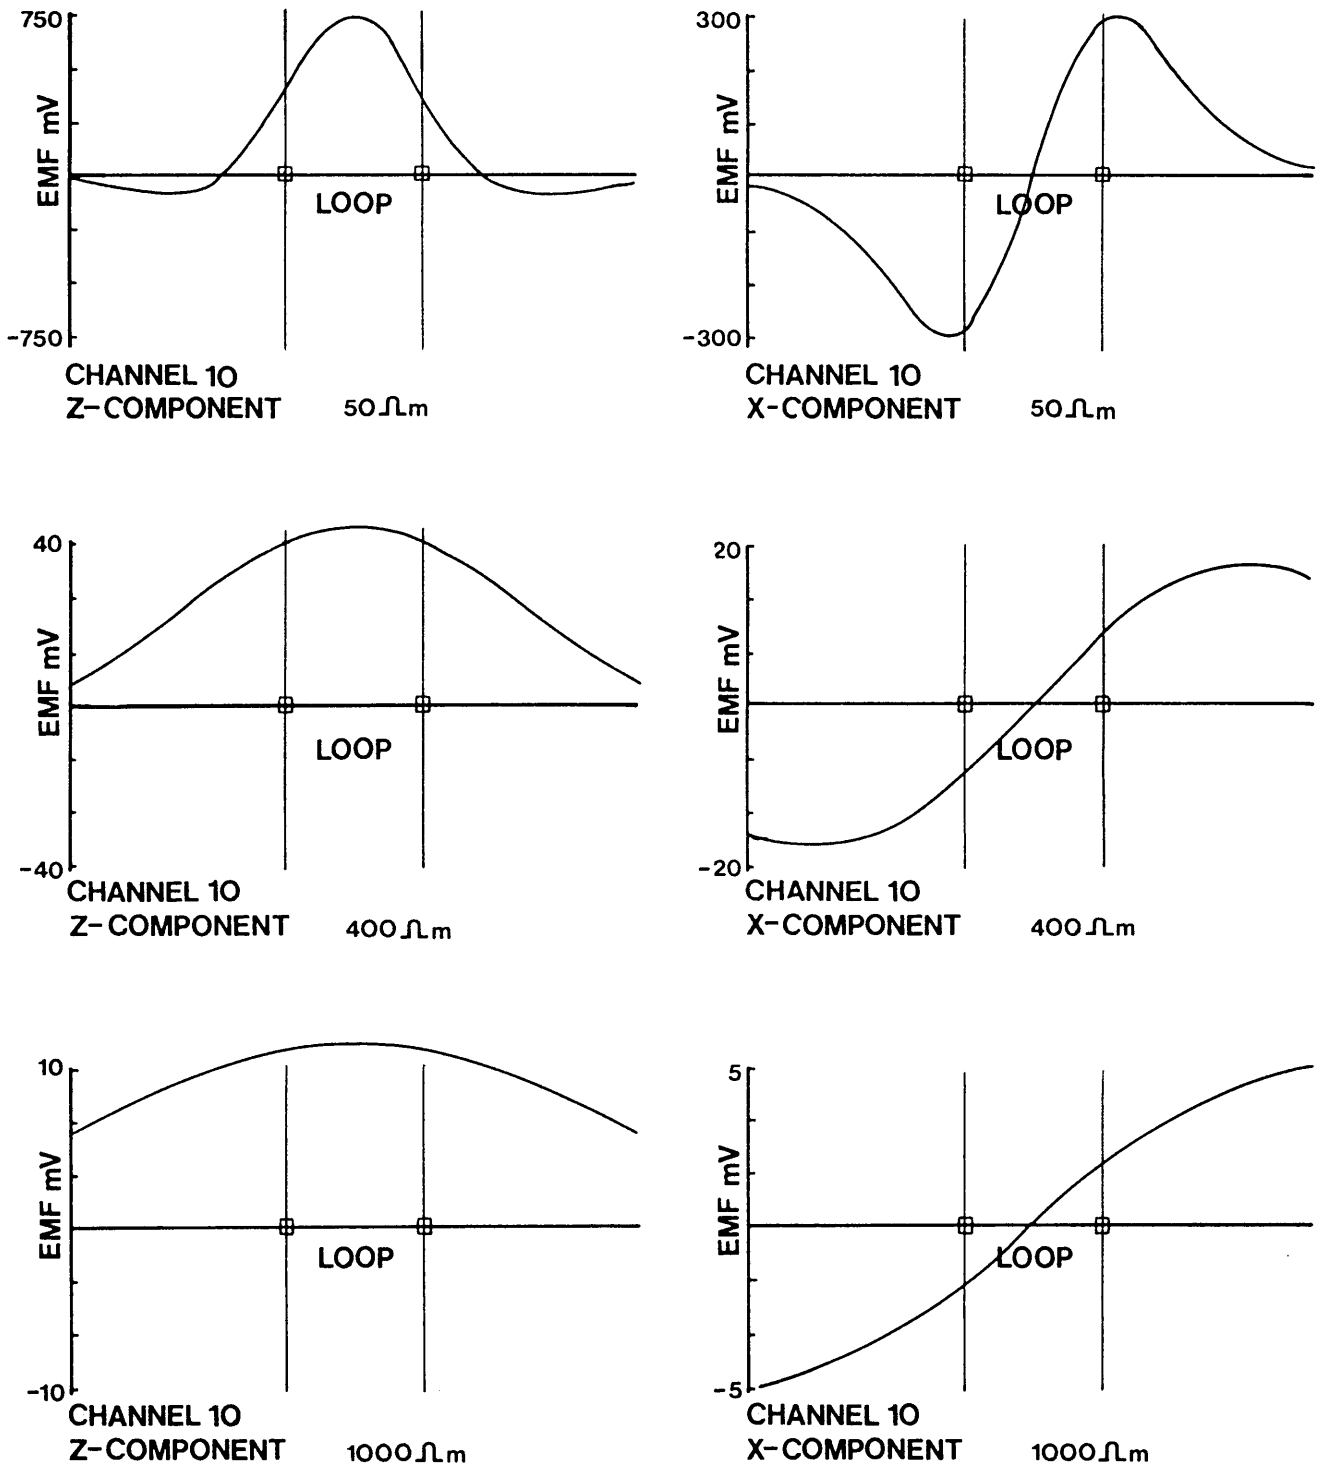 750
EMF mV
LOOP
-750
CHANNEL 10
Z-COMPONENT 50Ωm
300
EMF mV
LOOP
-300
CHANNEL 10
X-COMPONENT 50Ωm
40
EMF mV
LOOP
-40
CHANNEL 10
Z-COMPONENT 400Ωm
20
EMF mV
LOOP
-20
CHANNEL 10
X-COMPONENT 400Ωm
10
EMF mV
LOOP
-10
CHANNEL 10
Z-COMPONENT 1000Ωm
5
EMF mV
LOOP
-5
CHANNEL 10
X-COMPONENT 1000Ωm